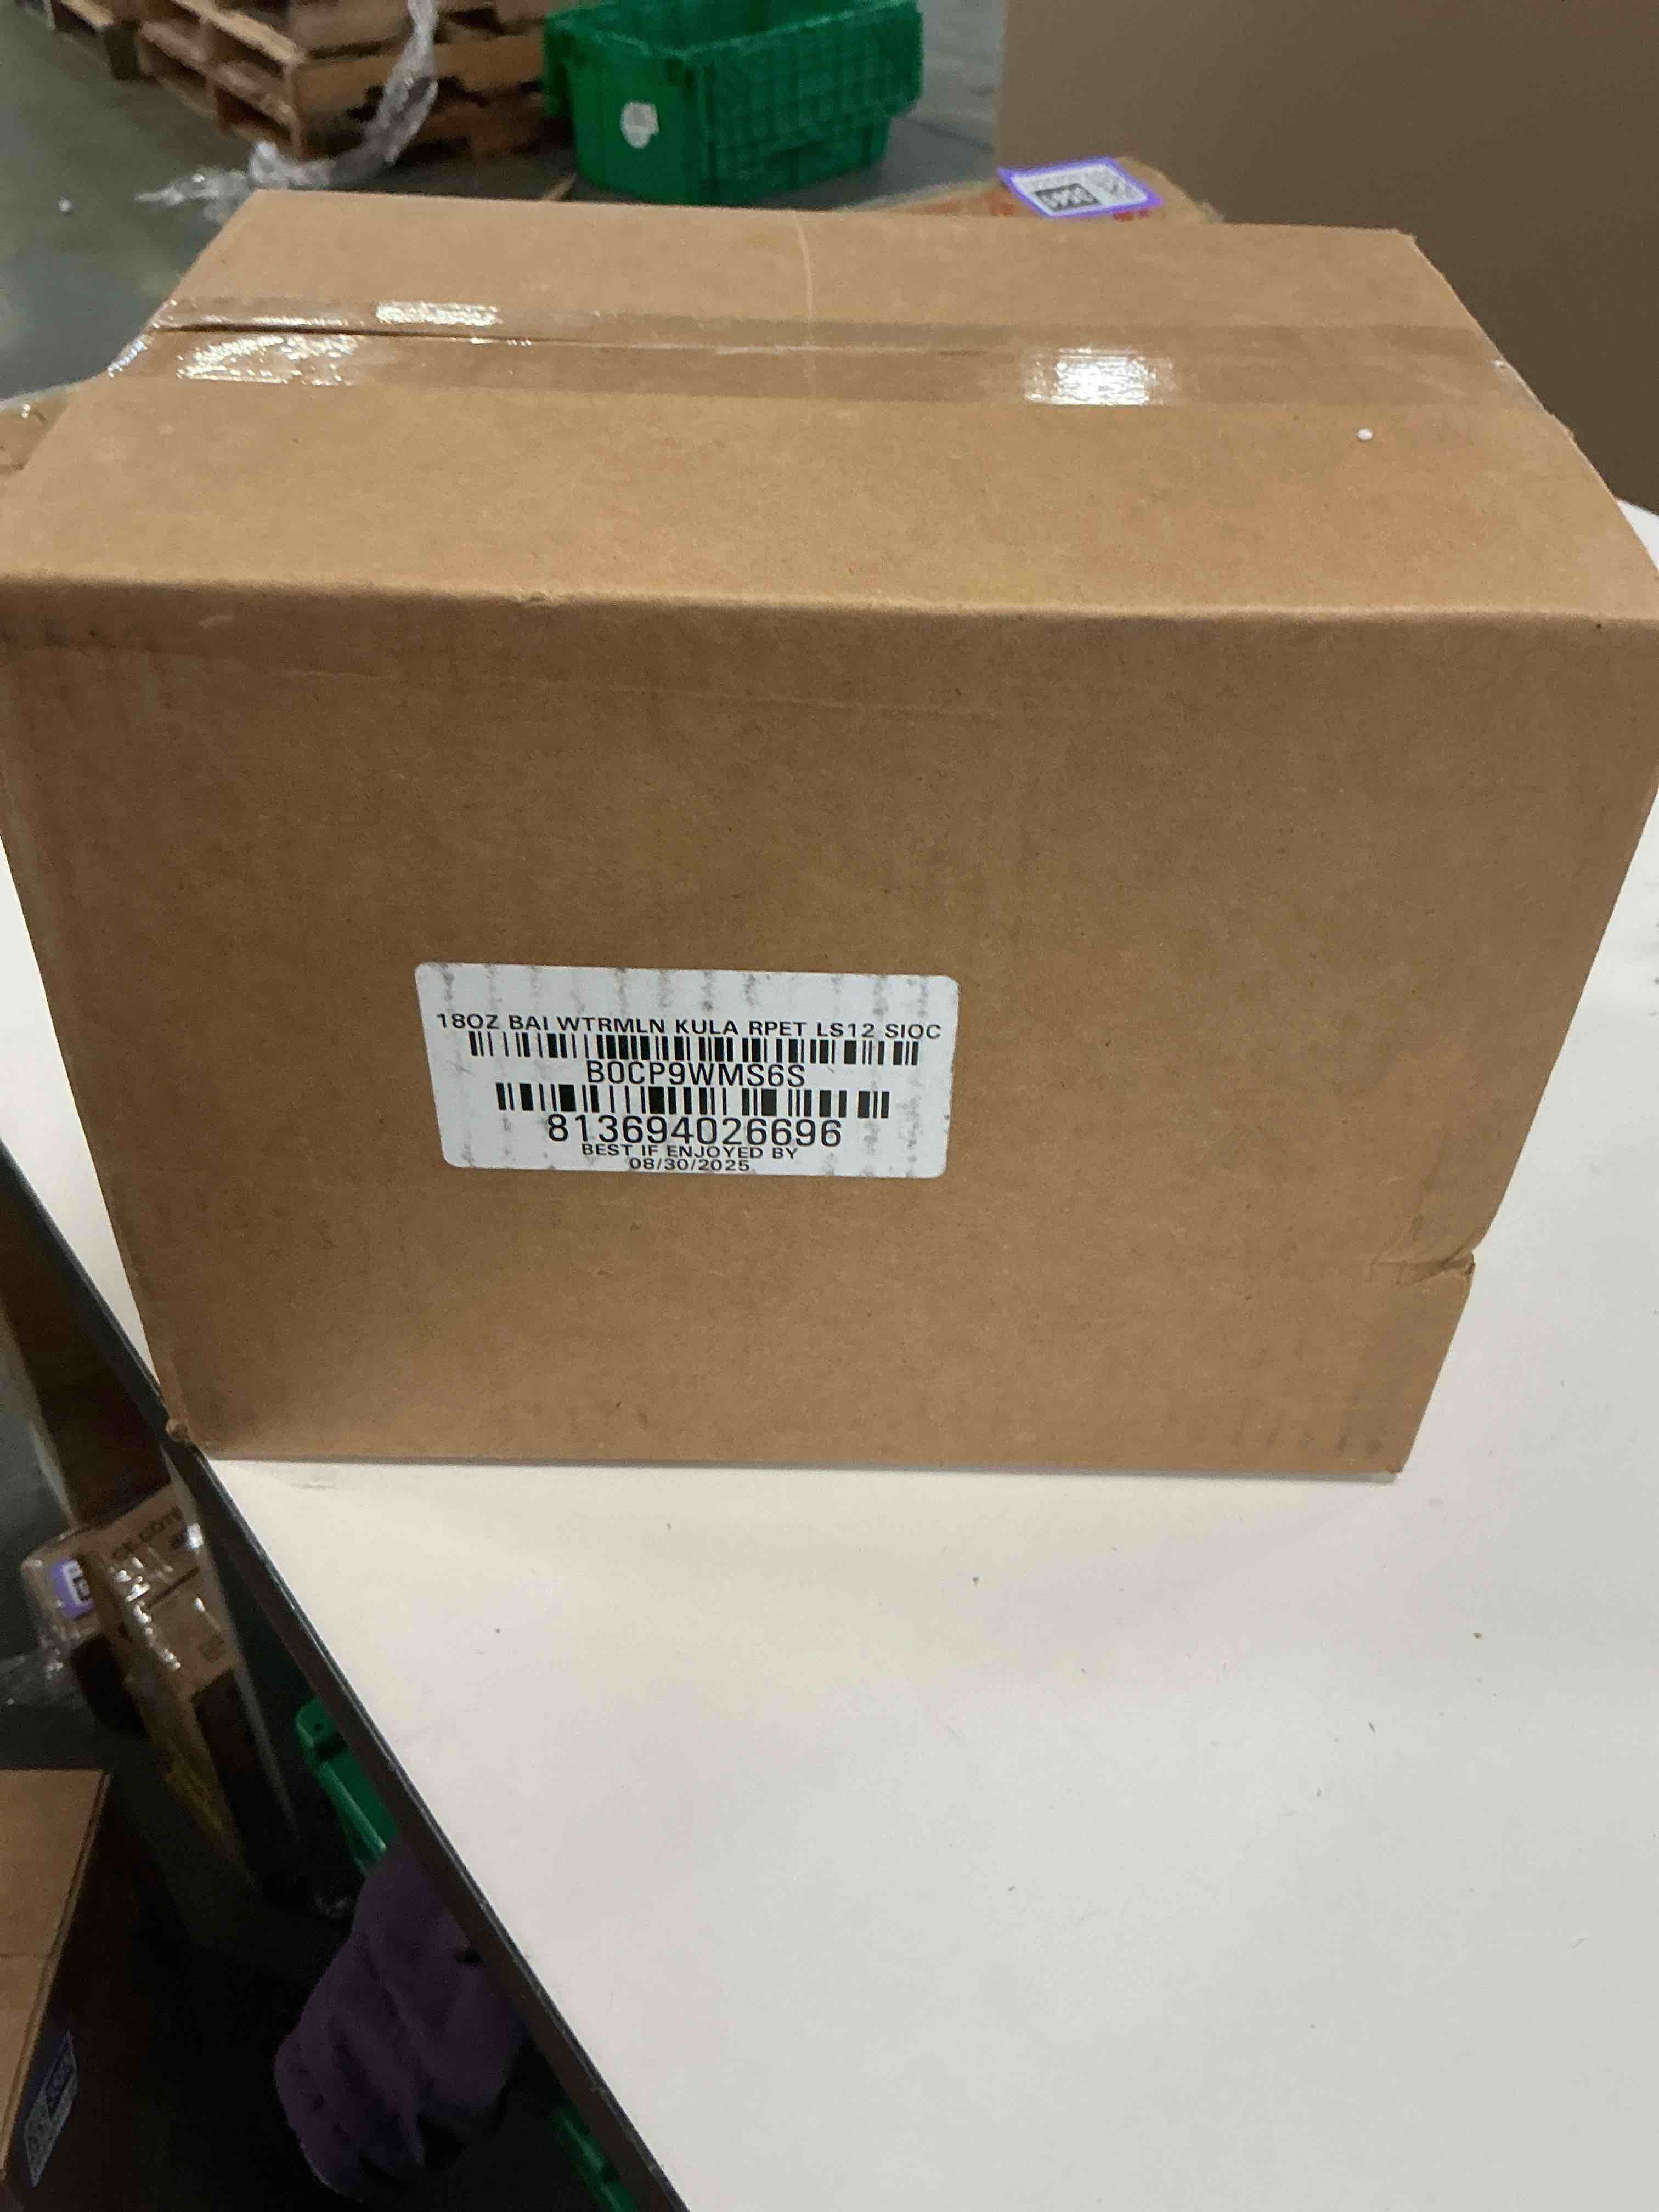 18OZ BAI WTRMLN KULA RPET LS12 SIOC
B0CP9WMS6S
813694026696
BEST IF ENJOYED BY
08/30/2025